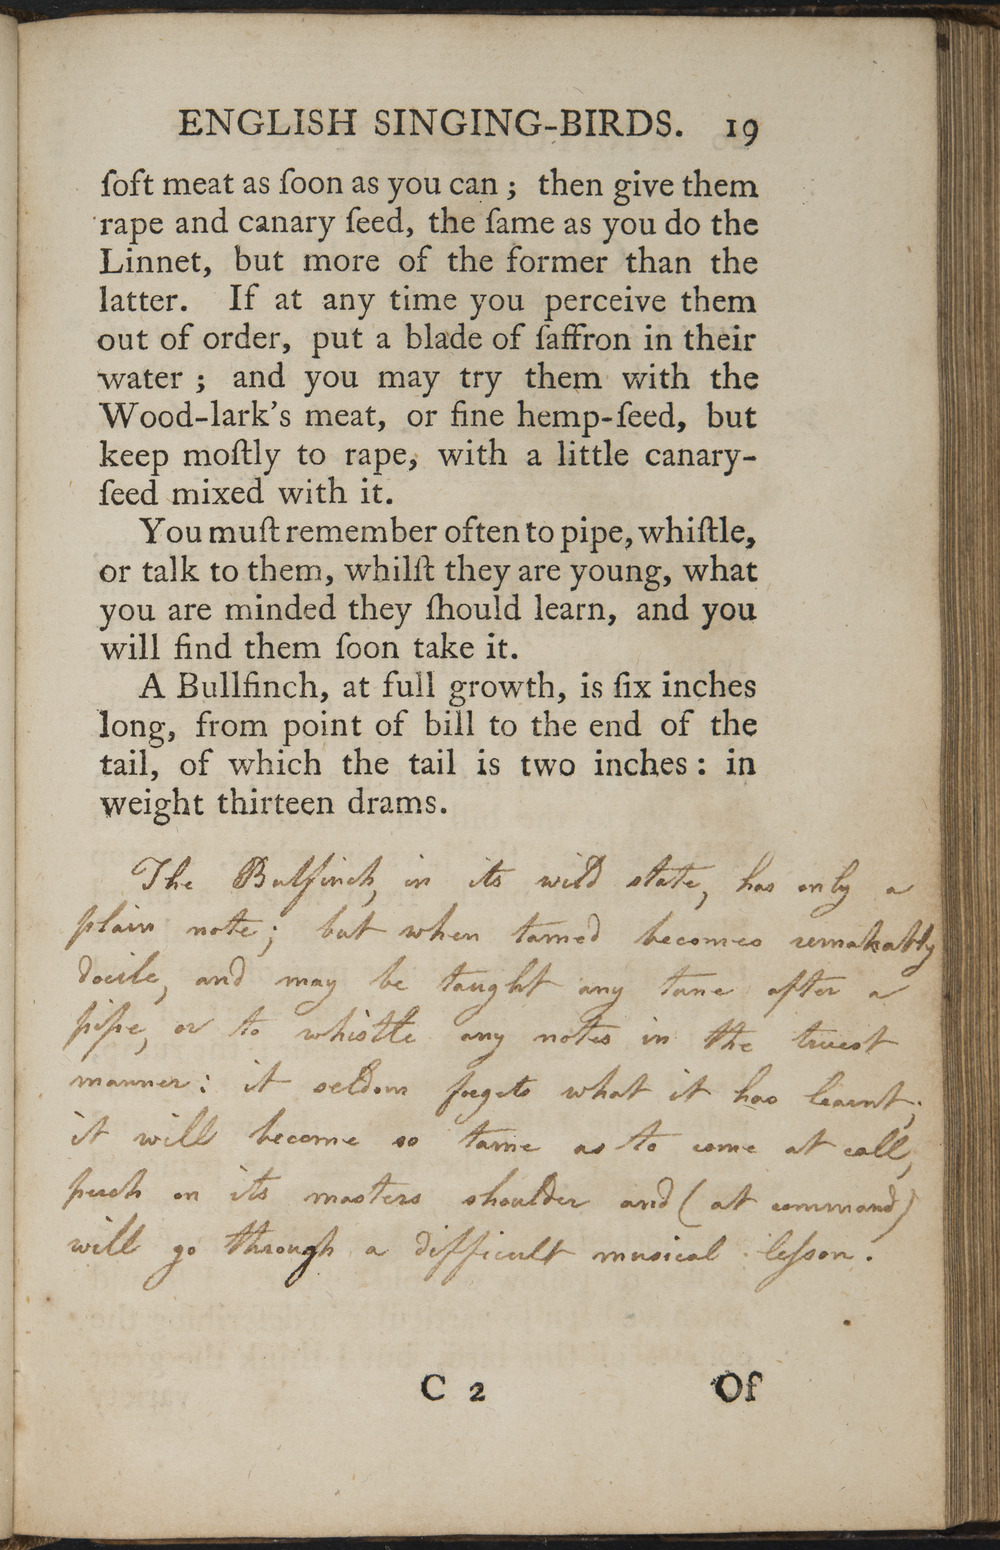 ENGLISH SINGING-BIRDS. 19
ſoft meat as ſoon as you can ; then give them
rape and canary ſeed, the ſame as you do the
Linnet, but more of the former than the
latter. If at any time you perceive them
out of order, put a blade of ſaffron in their
water ; and you may try them with the
Wood-lark's meat, or fine hemp-ſeed, but
keep moſtly to rape, with a little canary-
ſeed mixed with it.
You muſt remember often to pipe, whiſtle,
or talk to them, whilſt they are young, what
you are minded they ſhould learn, and you
will find them ſoon take it.
A Bullfinch, at full growth, is ſix inches
long, from point of bill to the end of the
tail, of which the tail is two inches : in
weight thirteen drams.
The Bulfinch, in its wild state, has only a
plain note; but when tamed becomes remakably
docile, and may be taught any tune after a
pipe, or to whistle any notes in the truest
manner: it seldom forgets what it has learnt;
it will become so tame as to come at call,
perch on its masters shoulder and (at command)
will go through a difficult musical leſson.
C 2 Of